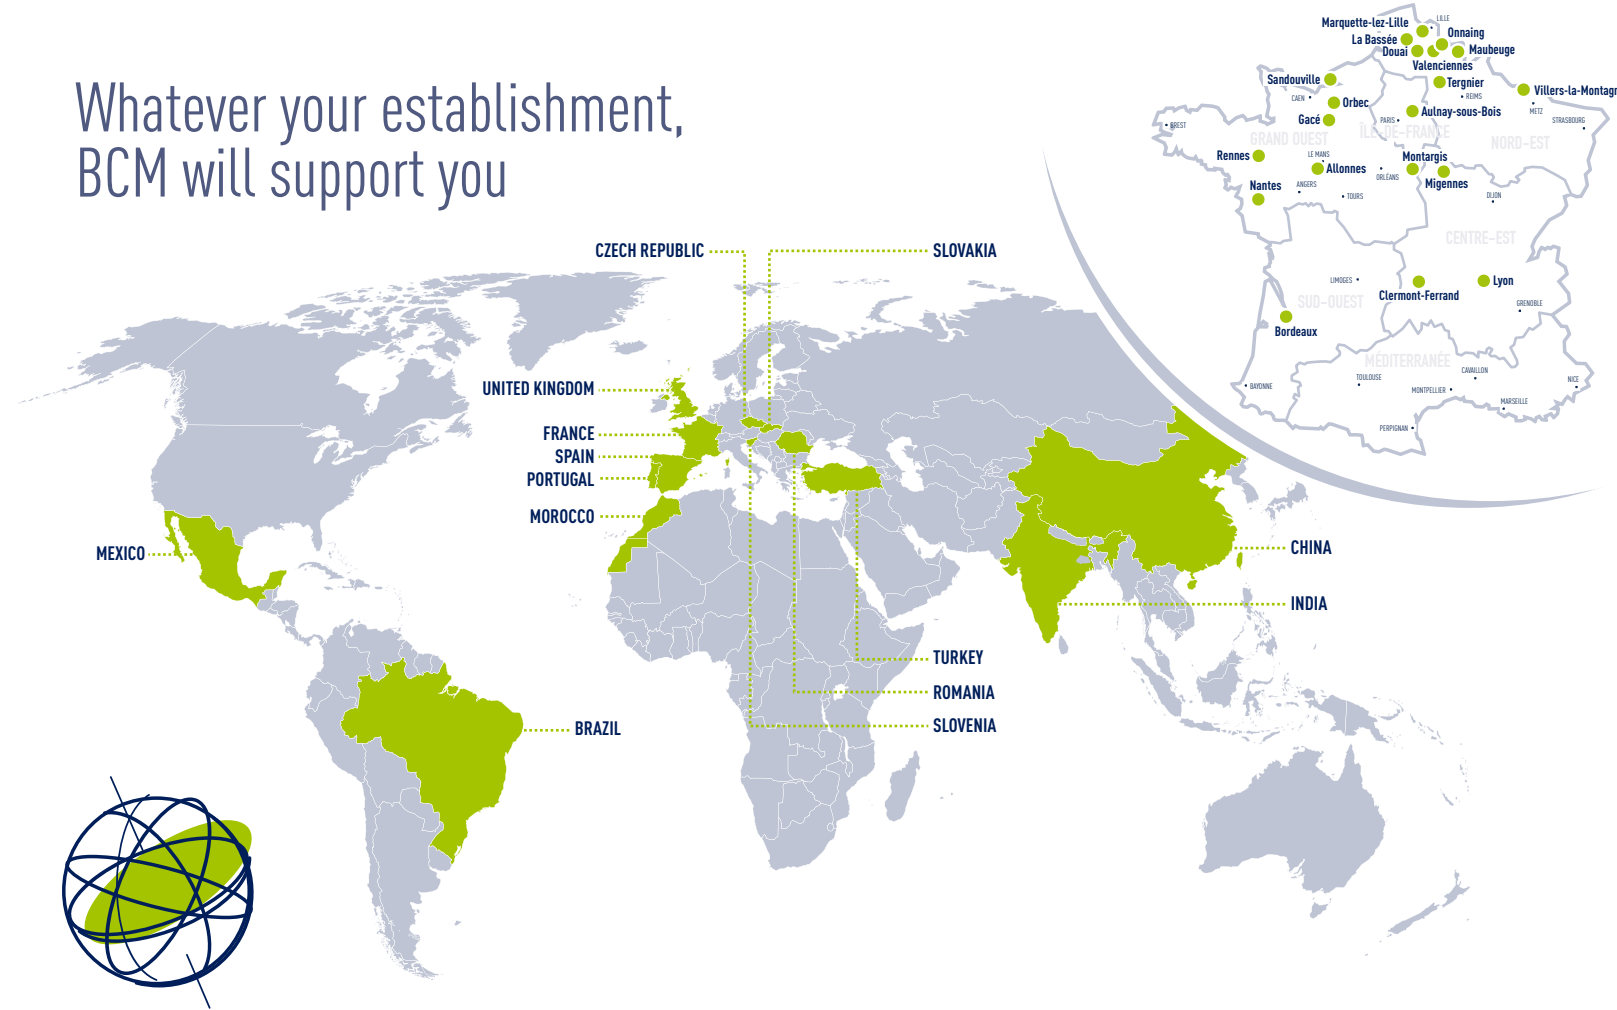 Whatever your establishment,
BCM will support you
Marquette-lez-Lille
LILLE
La Bassée
Onnaing
Douai
Maubeuge
Valenciennes
Sandouville
Tergnier
Villers-la-Montagn
CAEN
REIMS
Orbec
METZ
Gacé
Aulnay-sous-Bois
PARIS
STRASBOURG
BREST
GRAND OUEST
ÎLE-DE-FRANCE
NORD-EST
Rennes
LE MANS
Montargis
Allonnes
ORLÉANS
Migennes
Nantes
ANGERS
TOURS
DIJON
CENTRE-EST
LIMOGES
Lyon
Clermont-Ferrand
SUD-OUEST
GRENOBLE
Bordeaux
MÉDITERRANÉE
TOULOUSE
CAVAILLON
NICE
BAYONNE
MONTPELLIER
MARSEILLE
PERPIGNAN
CZECH REPUBLIC
SLOVAKIA
UNITED KINGDOM
FRANCE
SPAIN
PORTUGAL
MOROCCO
MEXICO
CHINA
INDIA
TURKEY
ROMANIA
SLOVENIA
BRAZIL